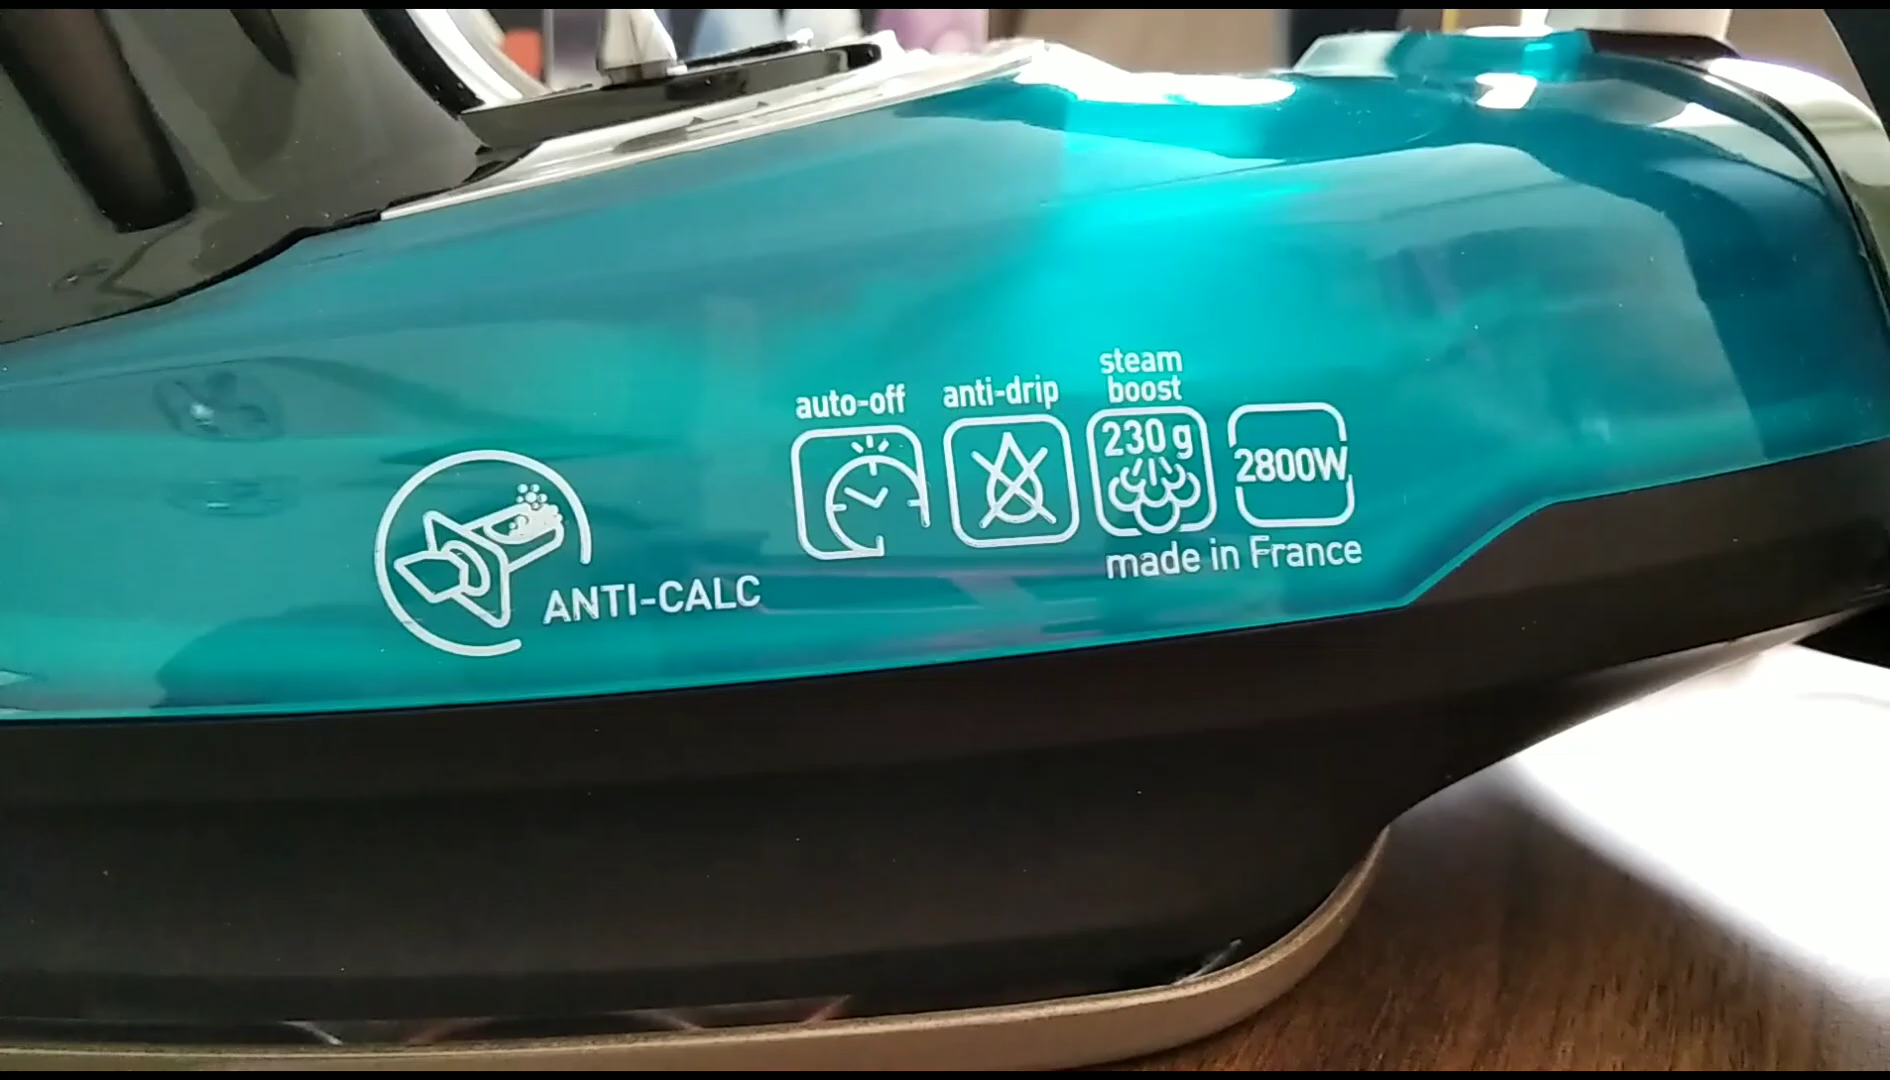 auto-off
anti-drip
steam
boost
230 g
2800W
made in France
ANTI-CALC